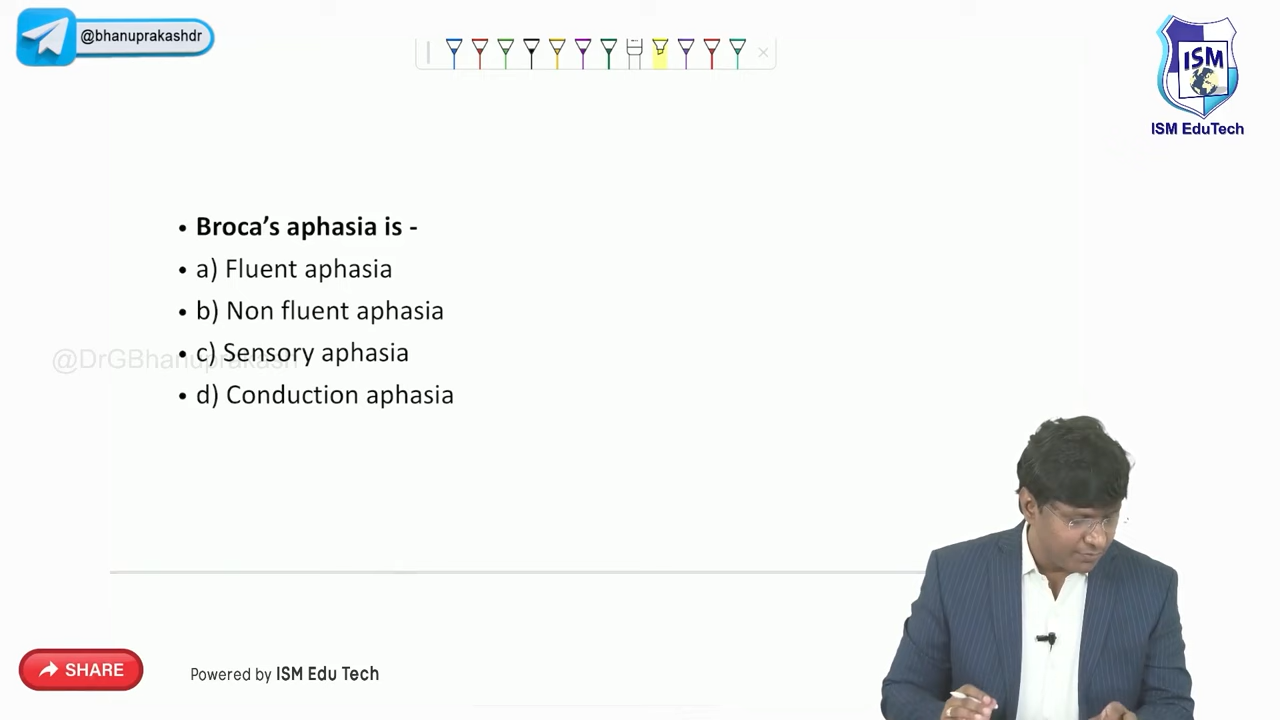 @bhanuprakashdr
ISM
ISM EduTech
• Broca’s aphasia is -
• a) Fluent aphasia
• b) Non fluent aphasia
@DrGBhanuprakash
• c) Sensory aphasia
• d) Conduction aphasia
SHARE
Powered by ISM Edu Tech